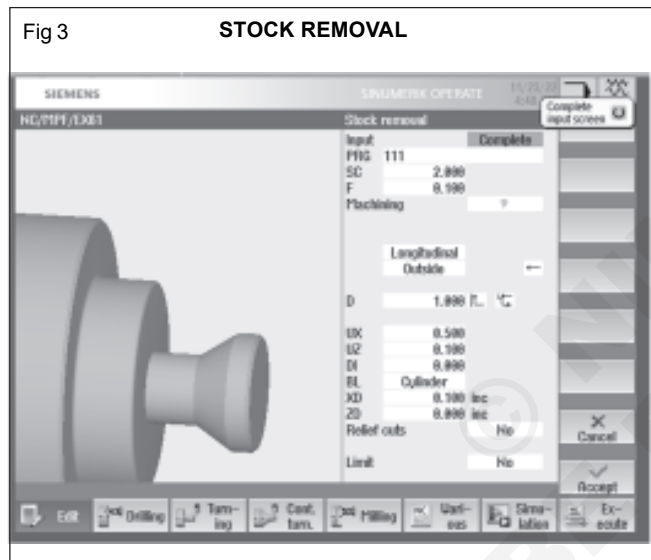 Fig 3 STOCK REMOVAL
SIEMENS SINUMERIK OPERATE
Complete input screen
NC/MPF/EX01 Stock removal
Input Complete
PRG 111
SC 2.000
F 0.100
Machining ▽
Longitudinal
Outside ←
D 1.000
UX 0.500
UZ 0.100
DI 0.000
BL Cylinder
XD 0.100 inc
ZD 0.000 inc
Relief cuts No
Limit No
Cancel
Accept
Edit Drilling Turn-ing Cont. turn. Milling Vari-ous Simu-lation Ex-ecute